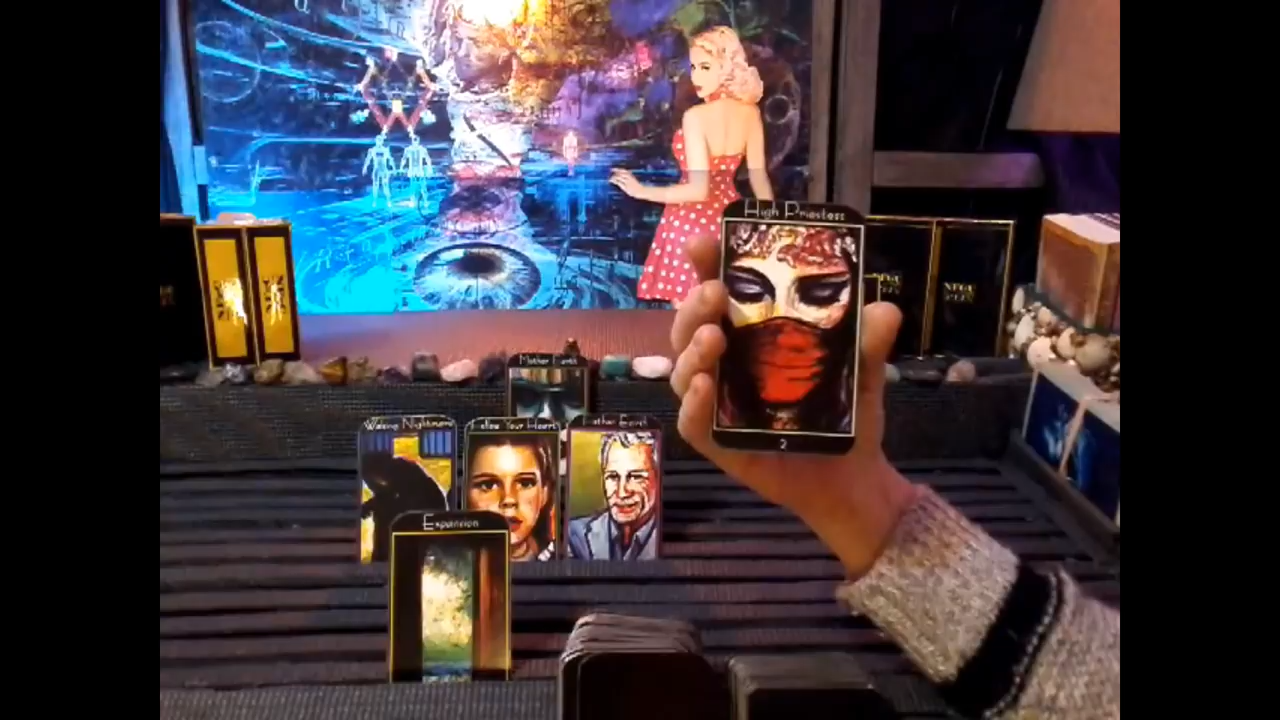 High Priestess
2
Mother Earth
Waking Nightmare
Follow Your Heart
Father Earth
Expansion